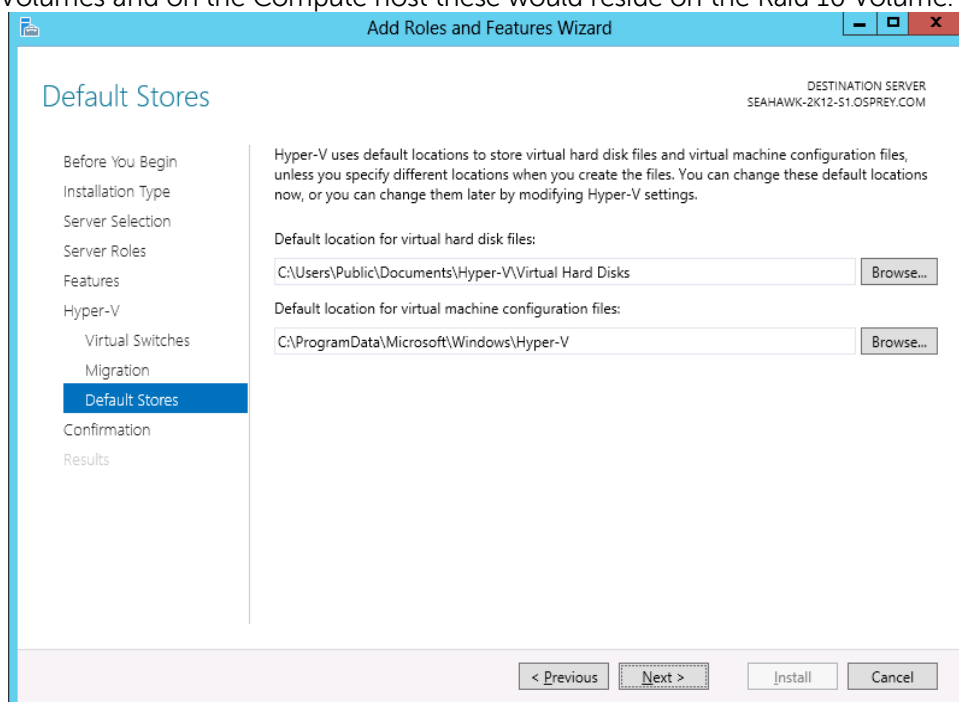 Volumes and on the Compute host these would reside on the Raid 10 Volume.
Add Roles and Features Wizard
Default Stores
DESTINATION SERVER
SEAHAWK-2K12-S1.OSPREY.COM
Before You Begin
Installation Type
Server Selection
Server Roles
Features
Hyper-V
Virtual Switches
Migration
Default Stores
Confirmation
Results
Hyper-V uses default locations to store virtual hard disk files and virtual machine configuration files,
unless you specify different locations when you create the files. You can change these default locations
now, or you can change them later by modifying Hyper-V settings.
Default location for virtual hard disk files:
C:\Users\Public\Documents\Hyper-V\Virtual Hard Disks
Browse...
Default location for virtual machine configuration files:
C:\ProgramData\Microsoft\Windows\Hyper-V
Browse...
< Previous
Next >
Install
Cancel